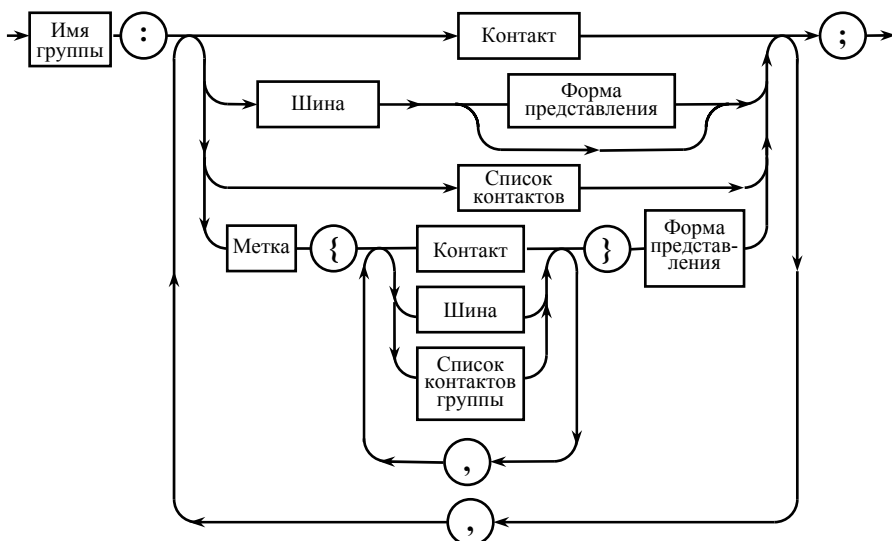 Имя
группы
:
Контакт
;
Шина
Форма
представления
Список
контактов
Метка
{
Контакт
}
Форма
представ-
ления
Шина
Список
контактов
группы
,
,